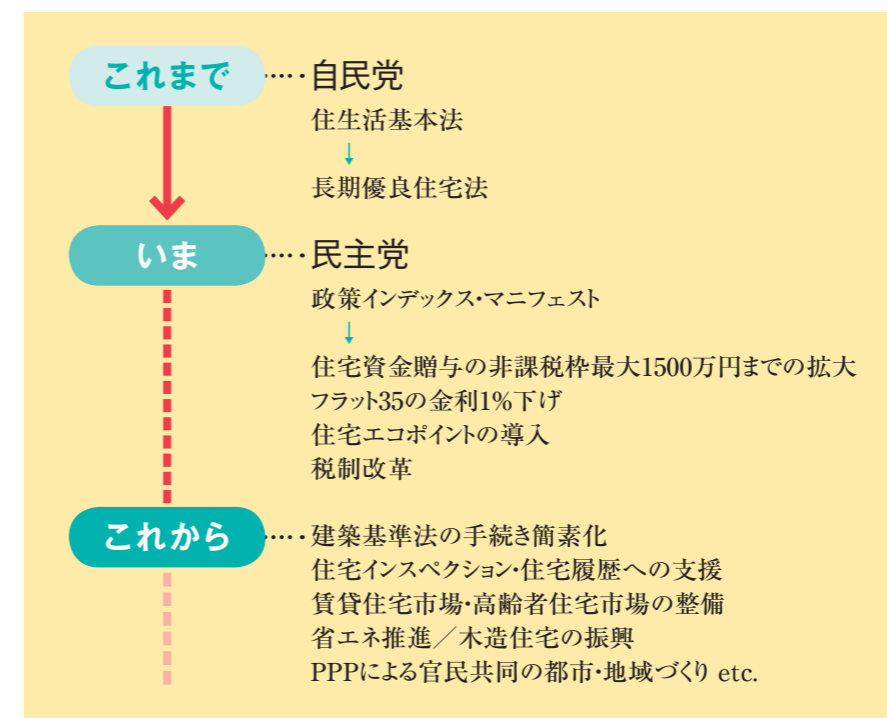 これまで ‥‥・自民党
住生活基本法
↓
長期優良住宅法
いま ‥‥・民主党
政策インデックス・マニフェスト
↓
住宅資金贈与の非課税枠最大1500万円までの拡大
フラット35の金利1%下げ
住宅エコポイントの導入
税制改革
これから ‥‥・建築基準法の手続き簡素化
住宅インスペクション・住宅履歴への支援
賃貸住宅市場・高齢者住宅市場の整備
省エネ推進／木造住宅の振興
PPPによる官民共同の都市・地域づくり etc.